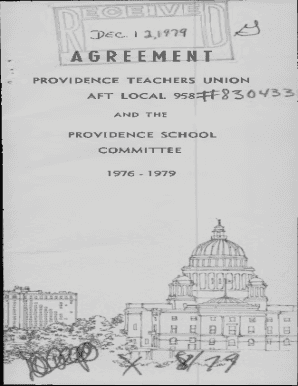 RECEIVED
DEC 12, 1979
AGREEMENT
PROVIDENCE TEACHERS UNION
AFT LOCAL 958 #830433
AND THE
PROVIDENCE SCHOOL
COMMITTEE
1976 - 1979
X 8/79